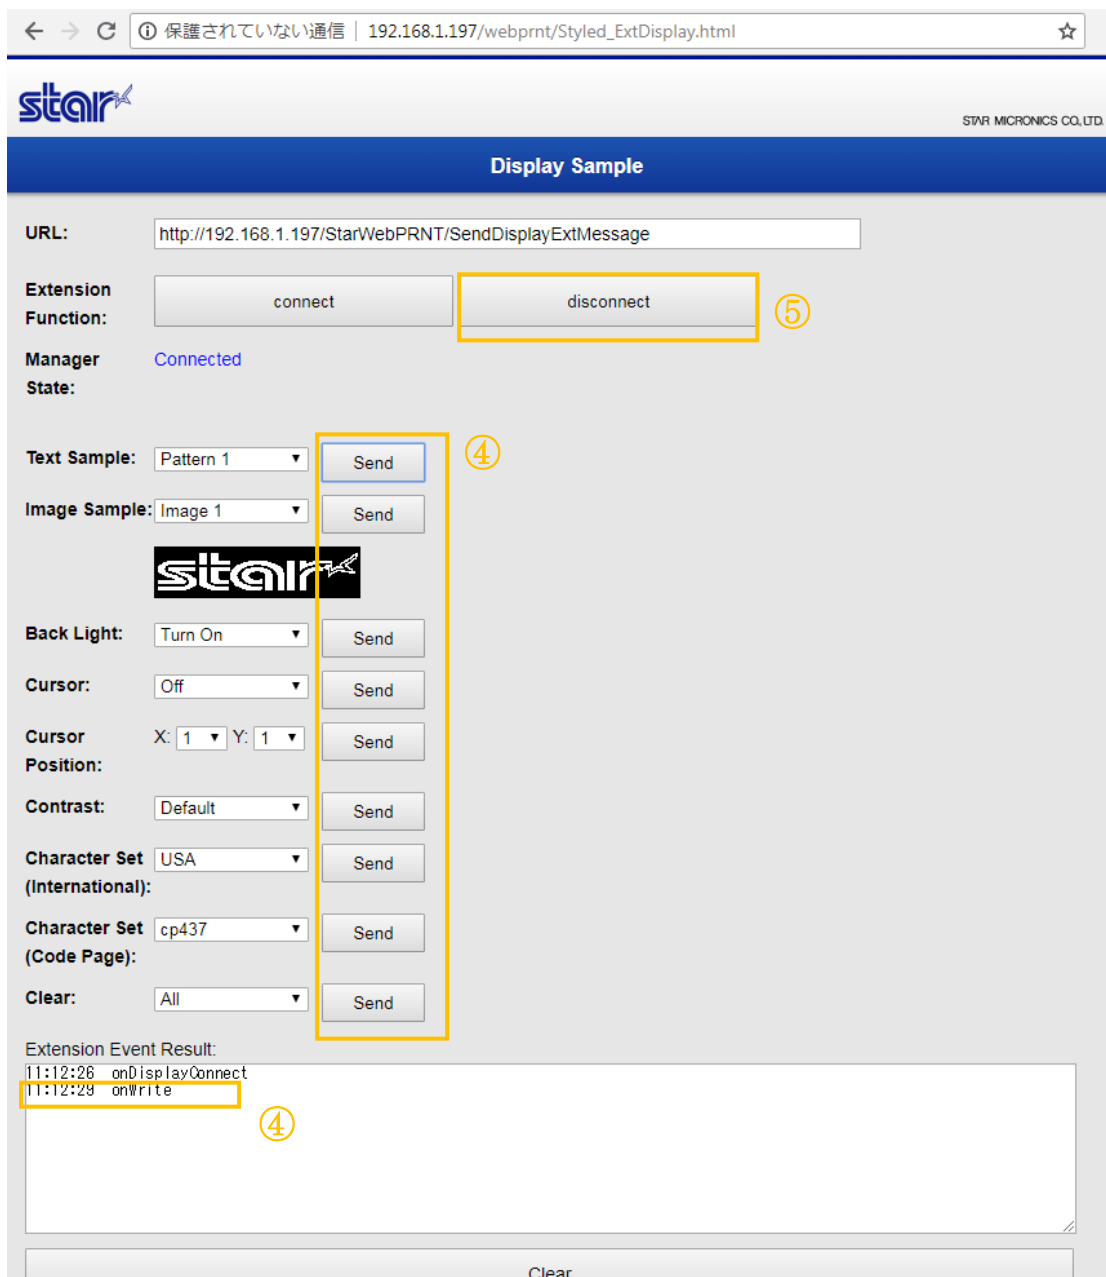 保護されていない通信 | 192.168.1.197/webprnt/Styled_ExtDisplay.html
star
STAR MICRONICS CO., LTD.
Display Sample
URL: http://192.168.1.197/StarWebPRNT/SendDisplayExtMessage
Extension Function: connect disconnect ⑤
Manager State: Connected
Text Sample: Pattern 1 Send ④
Image Sample: Image 1 Send
star
Back Light: Turn On Send
Cursor: Off Send
Cursor Position: X: 1 Y: 1 Send
Contrast: Default Send
Character Set (International): USA Send
Character Set (Code Page): cp437 Send
Clear: All Send
Extension Event Result:
11:12:26 onDisplayConnect
11:12:29 onWrite
④
Clear